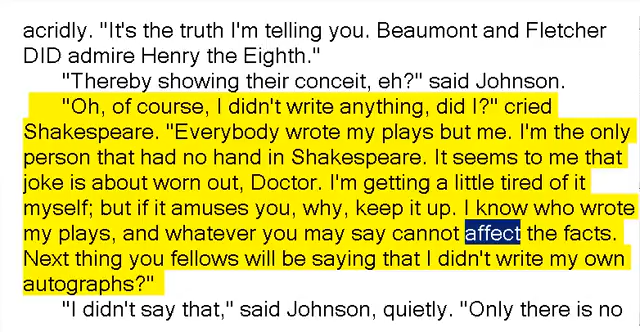 acridly. "It's the truth I'm telling you. Beaumont and Fletcher
DID admire Henry the Eighth."
"Thereby showing their conceit, eh?" said Johnson.
"Oh, of course, I didn't write anything, did I?" cried
Shakespeare. "Everybody wrote my plays but me. I'm the only
person that had no hand in Shakespeare. It seems to me that
joke is about worn out, Doctor. I'm getting a little tired of it
myself; but if it amuses you, why, keep it up. I know who wrote
my plays, and whatever you may say cannot affect the facts.
Next thing you fellows will be saying that I didn't write my own
autographs?"
"I didn't say that," said Johnson, quietly. "Only there is no